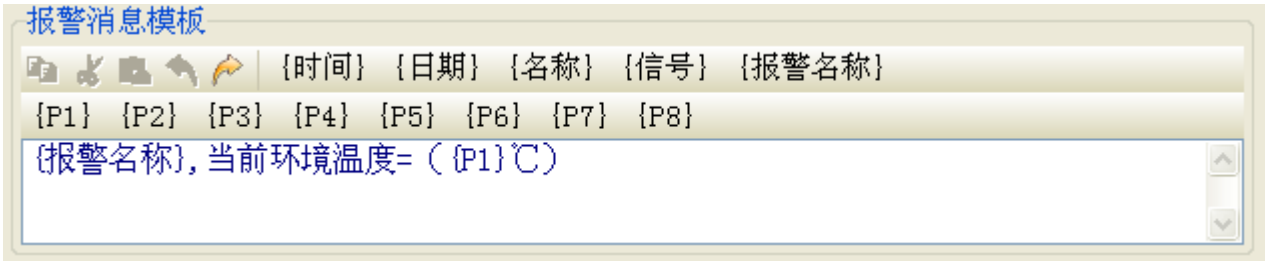 报警消息模板
{时间} {日期} {名称} {信号} {报警名称}
{P1} {P2} {P3} {P4} {P5} {P6} {P7} {P8}
{报警名称},当前环境温度=（{P1}℃）